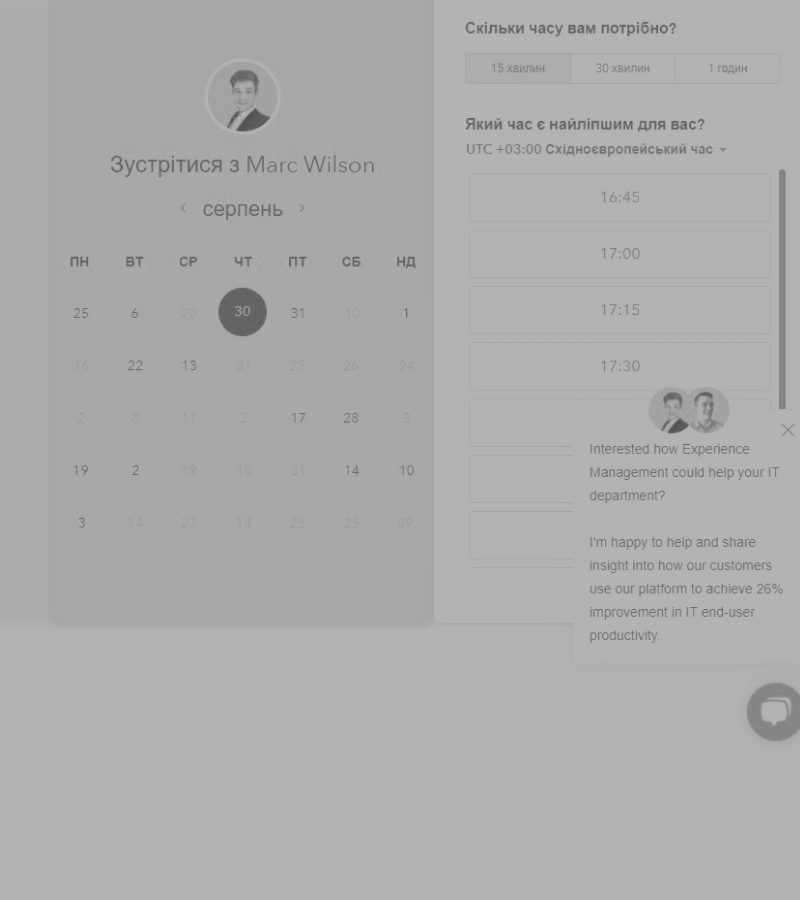 Зустрітися з Marc Wilson
серпень
ПН ВТ СР ЧТ ПТ СБ НД
25 6 20 30 31 10 1
16 22 13 31 25 26 24
2 8 11 2 17 28 3
19 2 19 10 31 14 10
3 14 27 14 25 25 29
Скільки часу вам потрібно?
15 хвилин 30 хвилин 1 годин
Який час є найліпшим для вас?
UTC +03:00 Східноєвропейський час
16:45
17:00
17:15
17:30
Interested how Experience
Management could help your IT
department?
I'm happy to help and share
insight into how our customers
use our platform to achieve 26%
improvement in IT end-user
productivity.